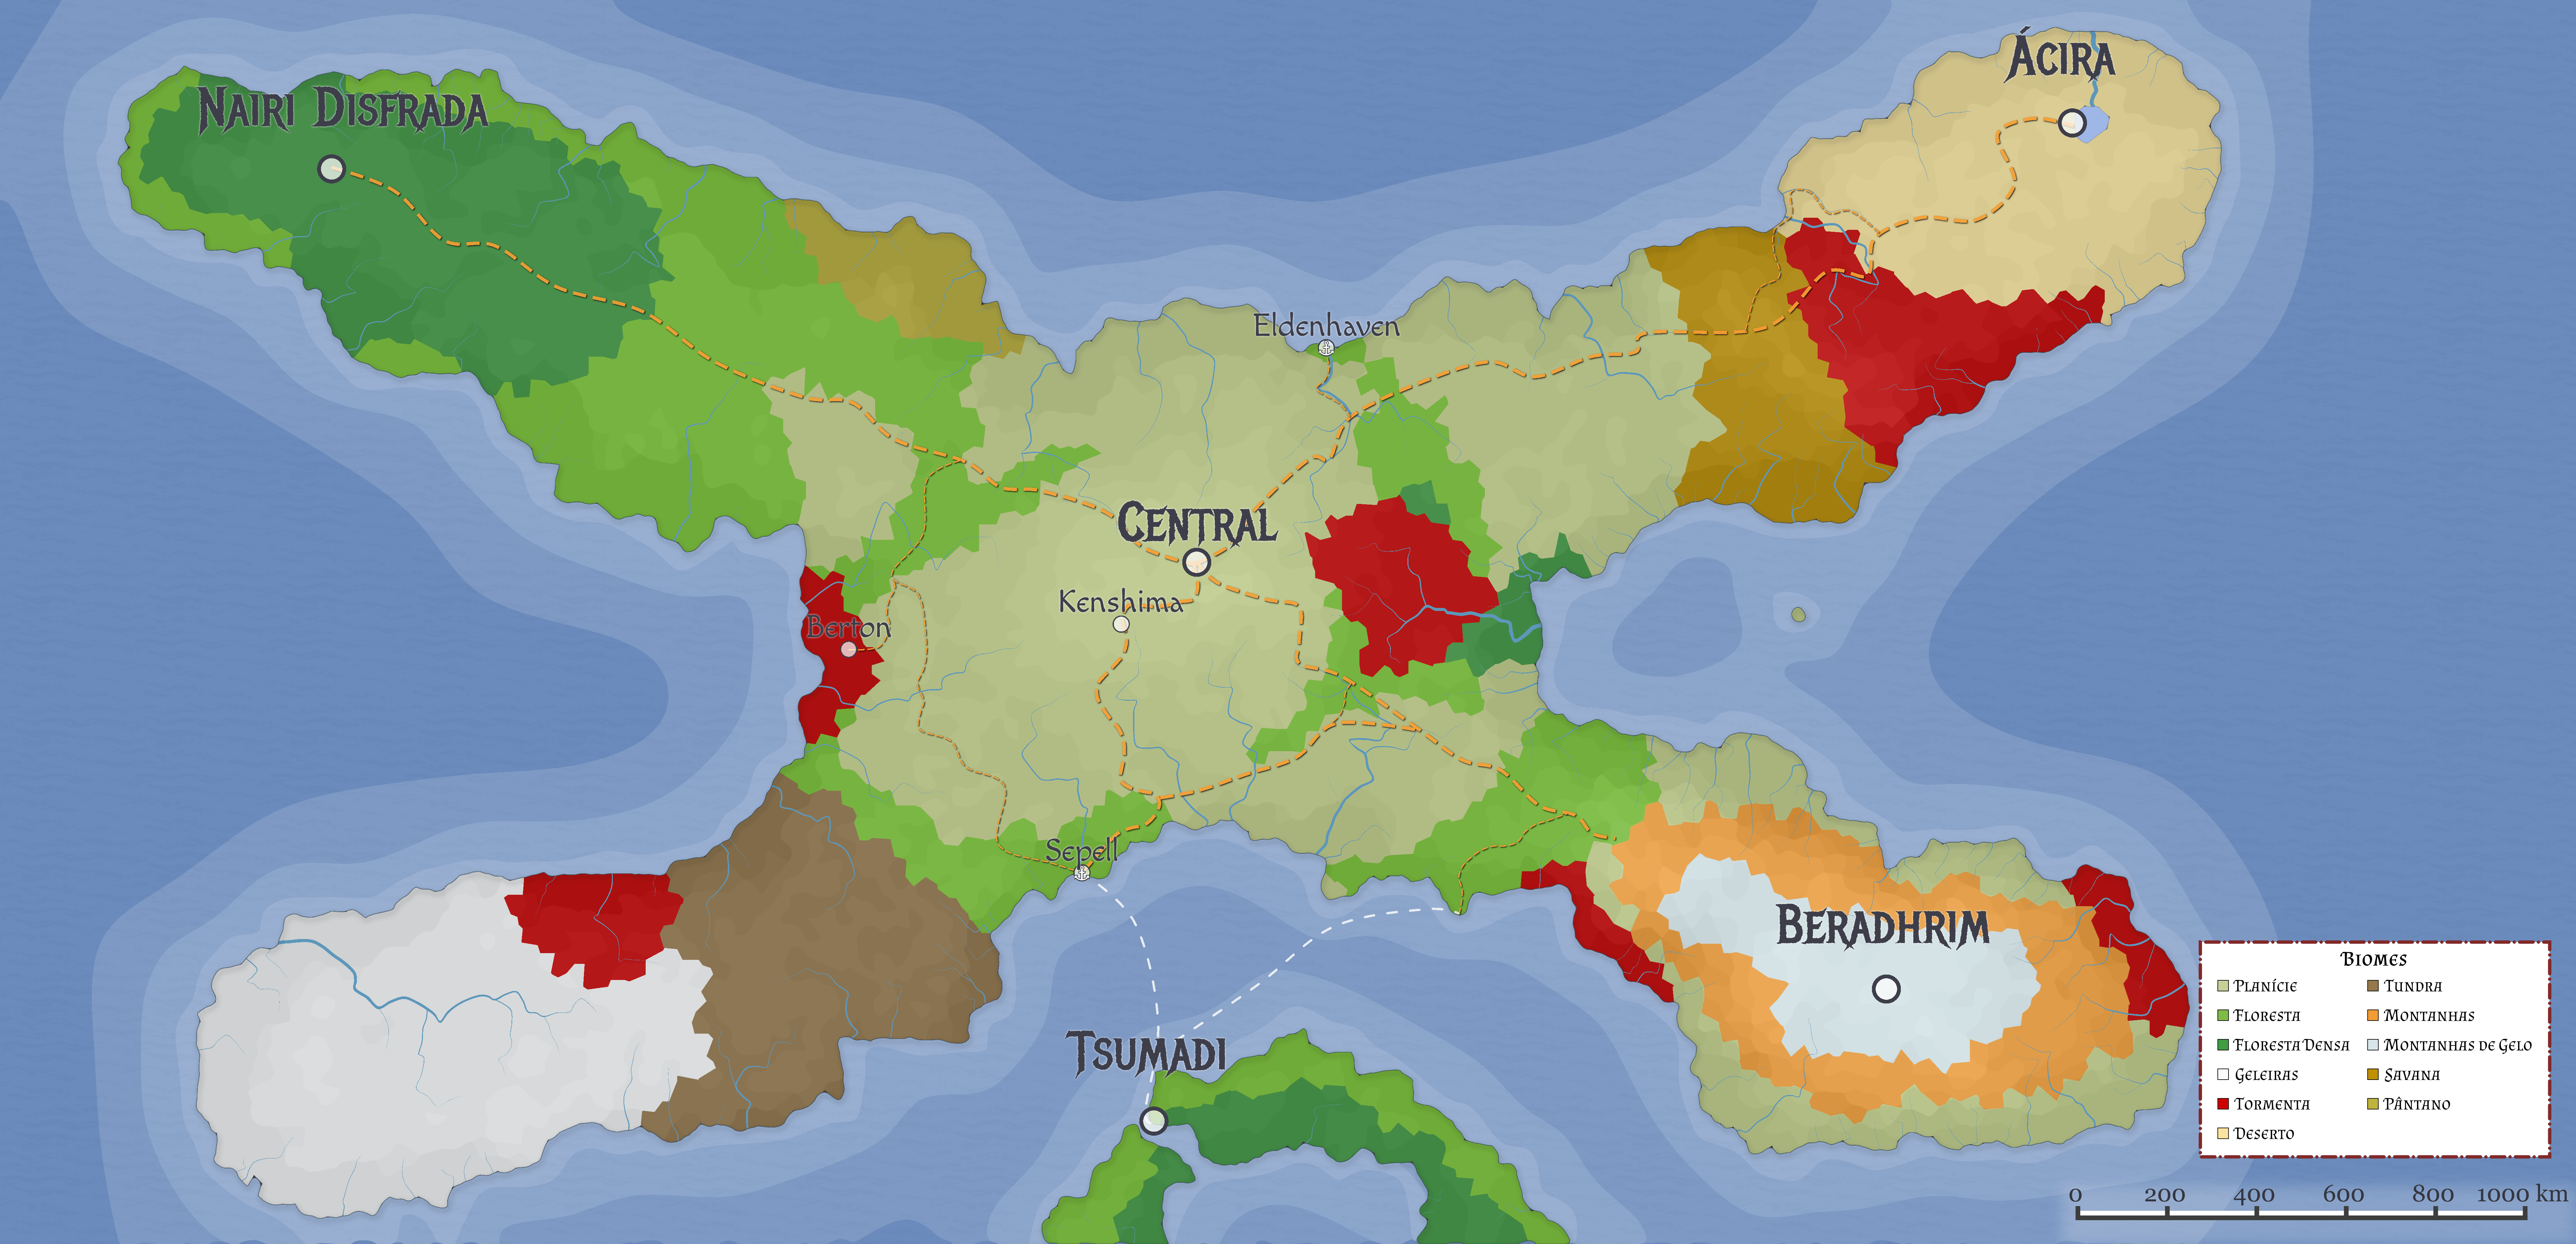 Ácira
Nairi Disfrada
Eldenhaven
Central
Kenshima
Berton
Sepell
Beradhrim
Tsumadi
Biomes
Planície
Tundra
Floresta
Montanhas
Floresta Densa
Montanhas de Gelo
Geleiras
Savana
Tormenta
Pântano
Deserto
0 200 400 600 800 1000 km